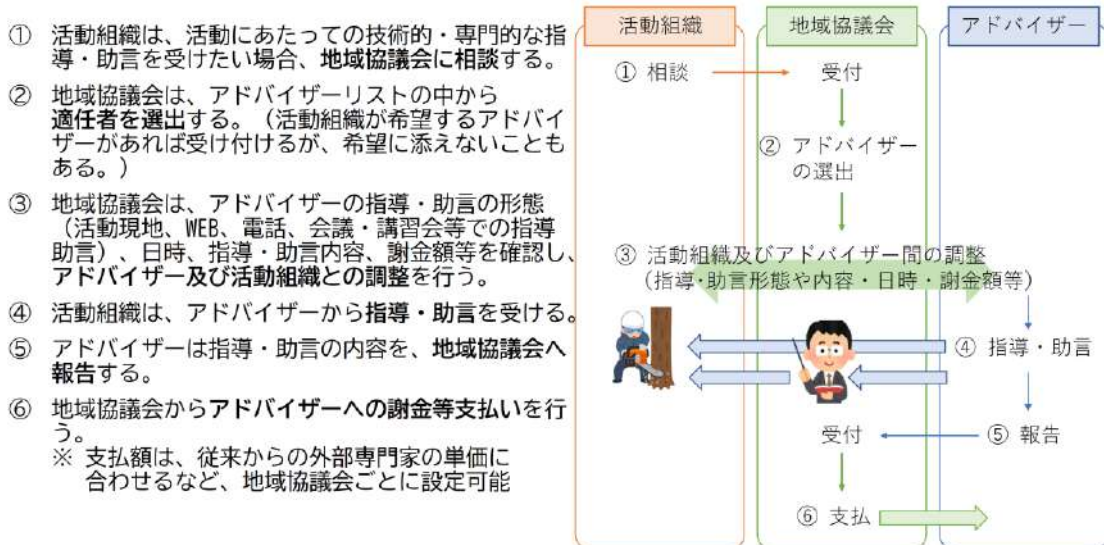 ① 活動組織は、活動にあたっての技術的・専門的な指
導・助言を受けたい場合、地域協議会に相談する。
② 地域協議会は、アドバイザーリストの中から
適任者を選出する。（活動組織が希望するアドバイ
ザーがあれば受け付けるが、希望に添えないことも
ある。）
③ 地域協議会は、アドバイザーの指導・助言の形態
（活動現地、WEB、電話、会議・講習会等での指導
助言）、日時、指導・助言内容、謝金額等を確認し、
アドバイザー及び活動組織との調整を行う。
④ 活動組織は、アドバイザーから指導・助言を受ける。
⑤ アドバイザーは指導・助言の内容を、地域協議会へ
報告する。
⑥ 地域協議会からアドバイザーへの謝金等支払いを行
う。
※ 支払額は、従来からの外部専門家の単価に
合わせるなど、地域協議会ごとに設定可能
活動組織
地域協議会
アドバイザー
① 相談
受付
② アドバイザー
の選出
③ 活動組織及びアドバイザー間の調整
（指導・助言形態や内容・日時・謝金額等）
④ 指導・助言
受付
⑤ 報告
⑥ 支払